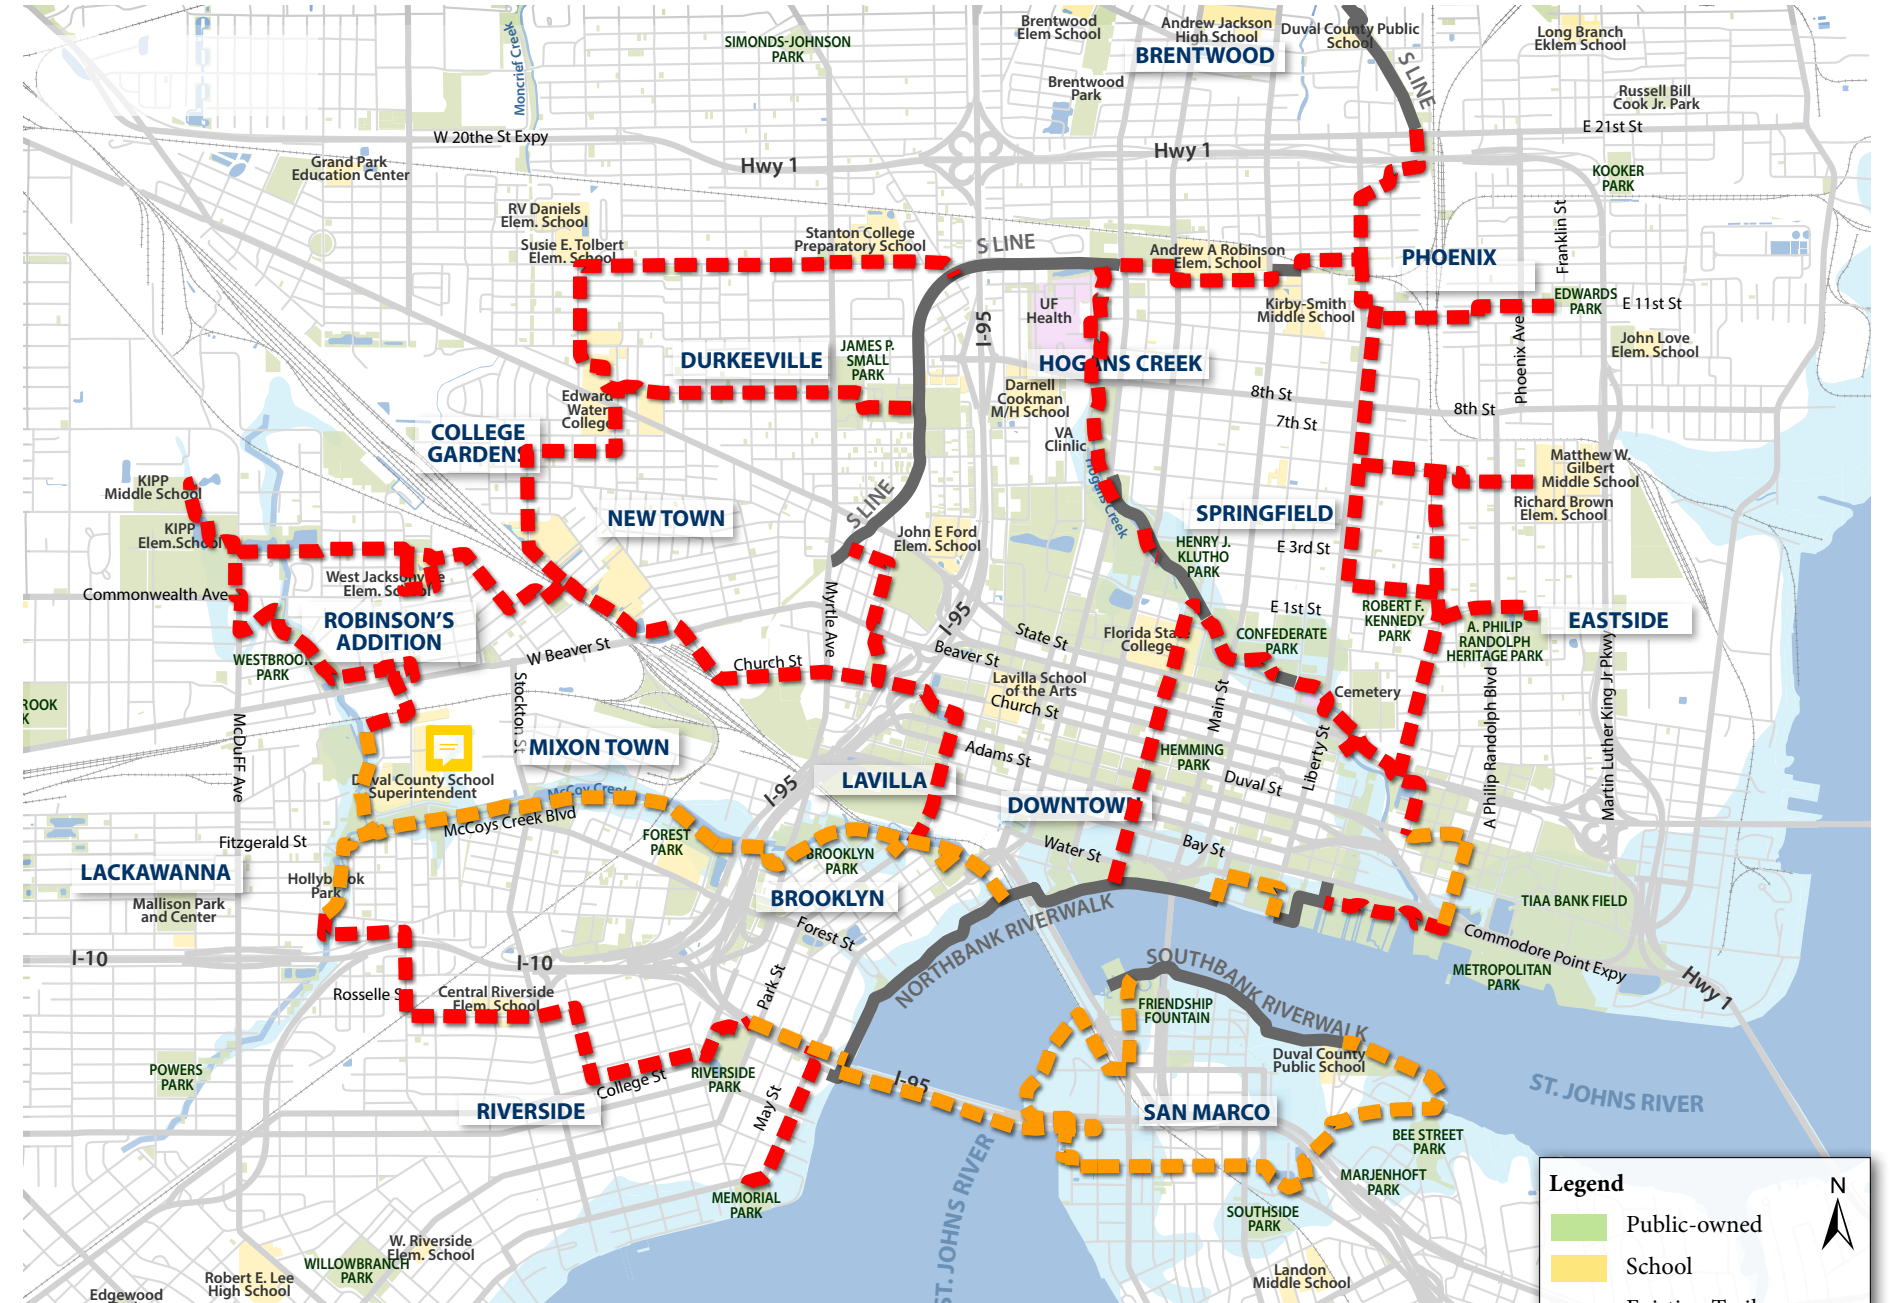 Brentwood
Elem School
Andrew Jackson
High School
Duval County Public
School
Long Branch
Eklem School
SIMONDS-JOHNSON
PARK
BRENTWOOD
Moncrief Creek
Brentwood
Park
S LINE
Russell Bill
Cook Jr. Park
E 21st St
W 20the St Expy
Hwy 1
Hwy 1
Grand Park
Education Center
KOOKER
PARK
RV Daniels
Elem. School
Susie E. Tolbert
Elem. School
Stanton College
Preparatory School
S LINE
Andrew A Robinson
Elem. School
PHOENIX
Franklin St
UF
Health
I-95
Kirby-Smith
Middle School
EDWARDS
PARK
E 11st St
John Love
Elem. School
Phoenix Ave
DURKEEVILLE
JAMES P.
SMALL
PARK
HOGANS CREEK
Darnell
Cookman
M/H School
8th St
8th St
7th St
Edward
Water
College
COLLEGE
GARDENS
VA
Clinic
Hogans Creek
Matthew W.
Gilbert
Middle School
Richard Brown
Elem. School
KIPP
Middle School
KIPP
Elem.School
NEW TOWN
S LINE
SPRINGFIELD
John E Ford
Elem. School
HENRY J.
KLUTHO
PARK
E 3rd St
West Jacksonville
Elem. School
Commonwealth Ave
Myrtle Ave
I-95
E 1st St
ROBERT F.
KENNEDY
PARK
A. PHILIP
RANDOLPH
HERITAGE PARK
EASTSIDE
ROBINSON'S
ADDITION
State St
Florida State
College
CONFEDERATE
PARK
W Beaver St
Beaver St
WESTBROOK
PARK
Church St
Lavilla School
of the Arts
Church St
Cemetery
Stockton St
Main St
A Philip Randolph Blvd
Martin Luther King Jr Pkwy
ROOK
K
McDuff Ave
MIXON TOWN
Adams St
HEMMING
PARK
Liberty St
Duval St
Duval County School
Superintendent
I-95
LAVILLA
DOWNTOWN
McCoy Creek
McCoys Creek Blvd
Fitzgerald St
FOREST
PARK
BROOKLYN
PARK
Water St
Bay St
LACKAWANNA
Hollybrook
Park
BROOKLYN
Mallison Park
and Center
TIAA BANK FIELD
Forest St
NORTHBANK RIVERWALK
Commodore Point Expy
I-10
I-10
SOUTHBANK RIVERWALK
METROPOLITAN
PARK
Hwy 1
Rosselle S
Central Riverside
Elem. School
Park St
FRIENDSHIP
FOUNTAIN
Duval County
Public School
POWERS
PARK
College St
RIVERSIDE
PARK
I-95
ST. JOHNS RIVER
RIVERSIDE
May St
SAN MARCO
BEE STREET
PARK
MARJENHOFT
PARK
MEMORIAL
PARK
SOUTHSIDE
PARK
ST. JOHNS RIVER
W. Riverside
Elem. School
WILLOWBRANCH
PARK
Robert E. Lee
High School
Edgewood
Landon
Middle School
Legend
N
Public-owned
School
Existing Trail